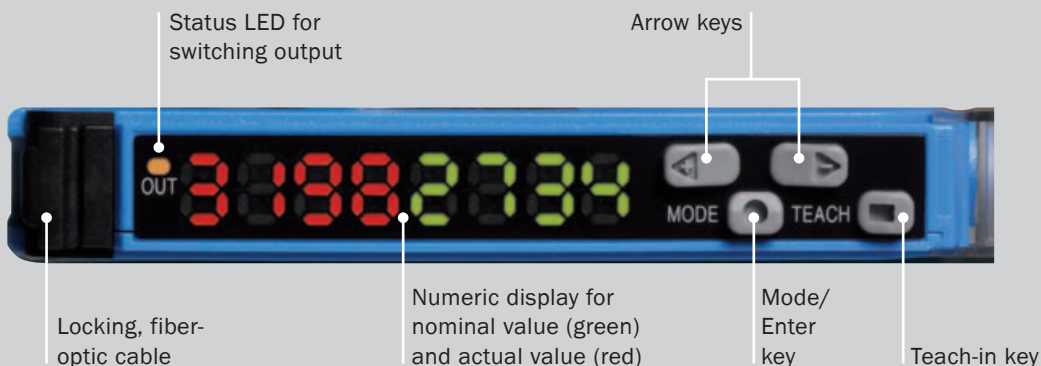 Status LED for
switching output
Arrow keys
OUT
3198 2734
MODE
TEACH
Locking, fiber-
optic cable
Numeric display for
nominal value (green)
and actual value (red)
Mode/
Enter
key
Teach-in key